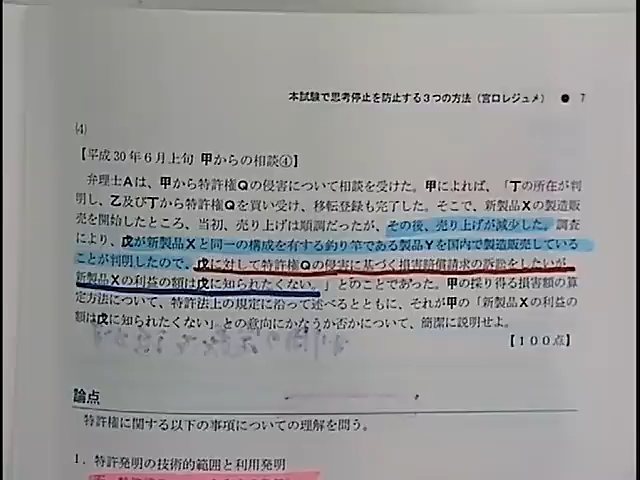 本試験で思考停止を防止する3つの方法（宮口レジュメ） ● 7
(4)
【平成30年6月上旬 甲からの相談④】
弁理士Aは、甲から特許権Qの侵害について相談を受けた。甲によれば、「丁の所在が判
明し、乙及び丁から特許権Qを買い受け、移転登録も完了した。そこで、新製品Xの製造販
売を開始したところ、当初、売り上げは順調だったが、その後、売り上げが減少した。調査
により、戊が新製品Xと同一の構成を有する釣り竿である製品Yを国内で製造販売している
ことが判明したので、戊に対して特許権Qの侵害に基づく損害賠償請求の訴訟をしたいが、
新製品Xの利益の額は戊に知られたくない。」とのことであった。甲の採り得る損害額の算
定方法について、特許法上の規定に沿って述べるとともに、それが甲の「新製品Xの利益の
額は戊に知られたくない」との意向にかなうか否かについて、簡潔に説明せよ。
【100点】
論点
特許権に関する以下の事項についての理解を問う。
1．特許発明の技術的範囲と利用発明